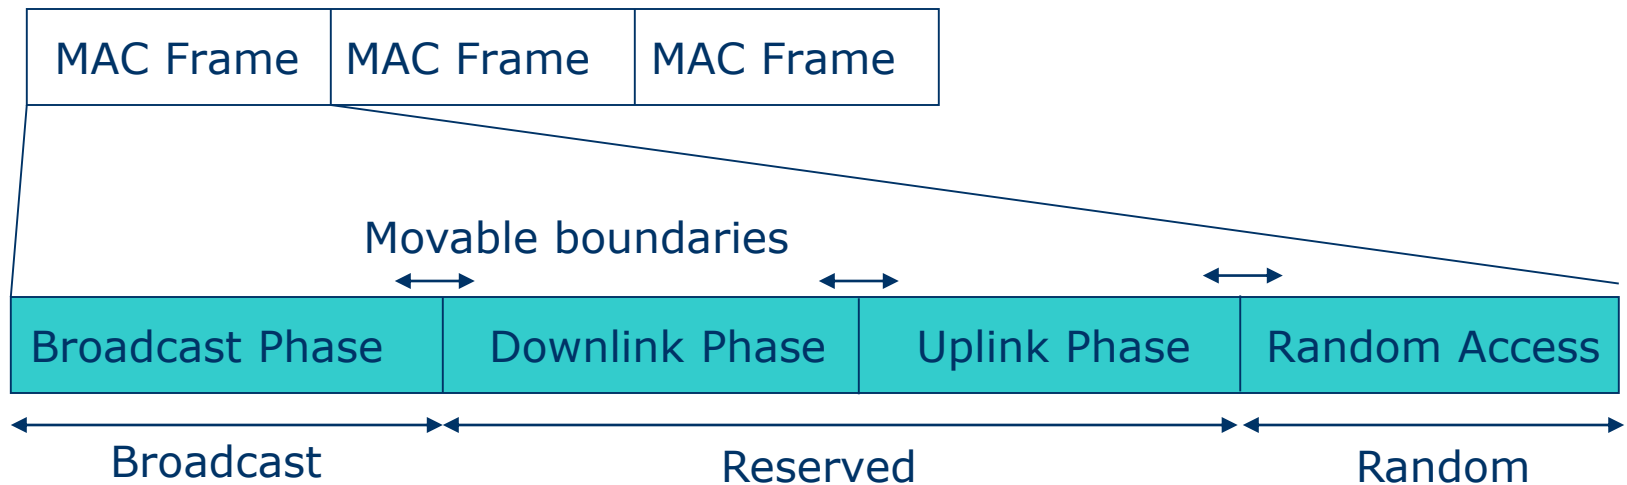 MAC Frame MAC Frame MAC Frame
Movable boundaries
Broadcast Phase Downlink Phase Uplink Phase Random Access
Broadcast Reserved Random